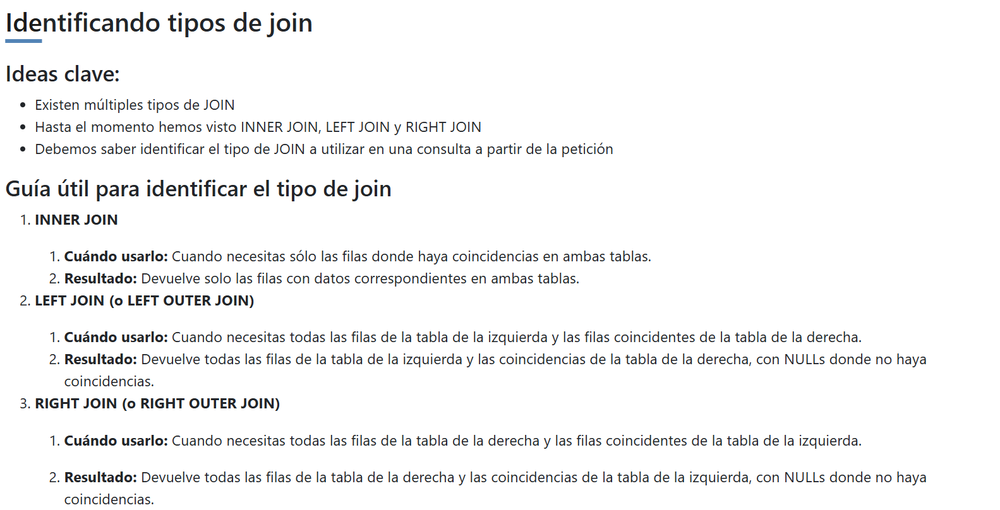 Identificando tipos de join
Ideas clave:
• Existen múltiples tipos de JOIN
• Hasta el momento hemos visto INNER JOIN, LEFT JOIN y RIGHT JOIN
• Debemos saber identificar el tipo de JOIN a utilizar en una consulta a partir de la petición
Guía útil para identificar el tipo de join
1. INNER JOIN
1. Cuándo usarlo: Cuando necesitas sólo las filas donde haya coincidencias en ambas tablas.
2. Resultado: Devuelve solo las filas con datos correspondientes en ambas tablas.
2. LEFT JOIN (o LEFT OUTER JOIN)
1. Cuándo usarlo: Cuando necesitas todas las filas de la tabla de la izquierda y las filas coincidentes de la tabla de la derecha.
2. Resultado: Devuelve todas las filas de la tabla de la izquierda y las coincidencias de la tabla de la derecha, con NULLs donde no haya
coincidencias.
3. RIGHT JOIN (o RIGHT OUTER JOIN)
1. Cuándo usarlo: Cuando necesitas todas las filas de la tabla de la derecha y las filas coincidentes de la tabla de la izquierda.
2. Resultado: Devuelve todas las filas de la tabla de la derecha y las coincidencias de la tabla de la izquierda, con NULLs donde no haya
coincidencias.